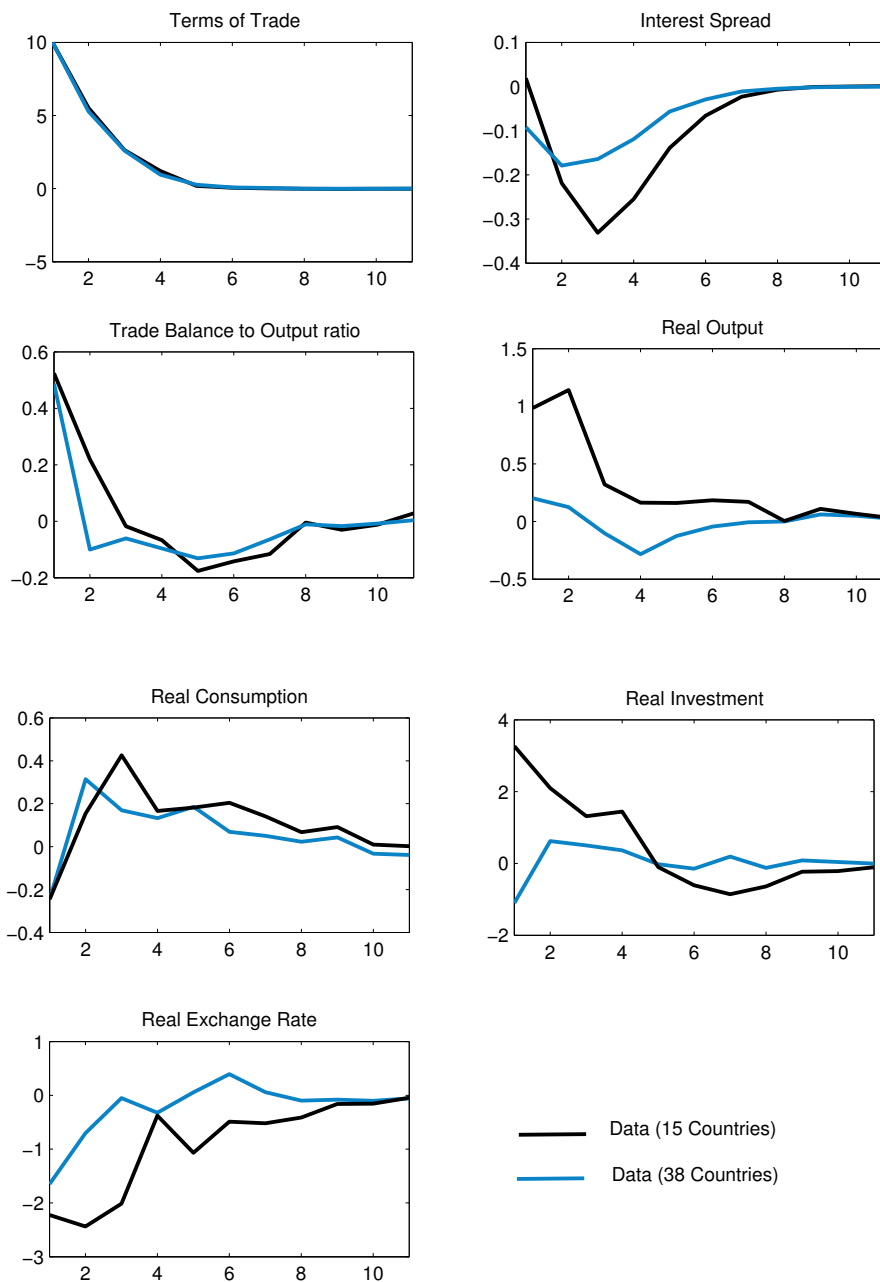 Terms of Trade
10
5
0
−5
2 4 6 8 10
Interest Spread
0.1
0
−0.1
−0.2
−0.3
−0.4
2 4 6 8 10
Trade Balance to Output ratio
0.6
0.4
0.2
0
−0.2
2 4 6 8 10
Real Output
1.5
1
0.5
0
−0.5
2 4 6 8 10
Real Consumption
0.6
0.4
0.2
0
−0.2
−0.4
2 4 6 8 10
Real Investment
4
2
0
−2
2 4 6 8 10
Real Exchange Rate
1
0
−1
−2
−3
2 4 6 8 10
Data (15 Countries)
Data (38 Countries)